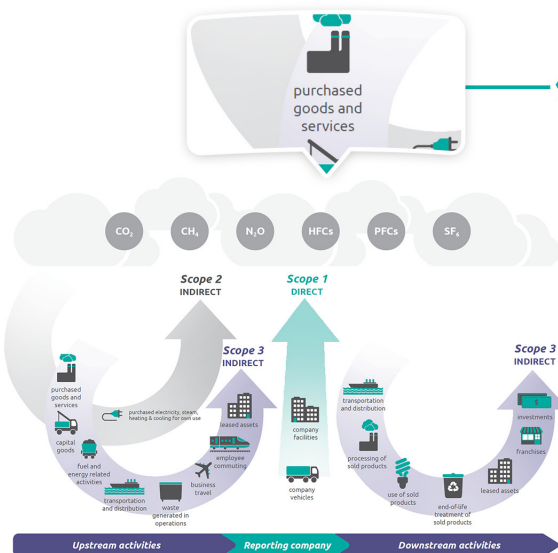 purchased
goods and
services
CO₂
CH₄
N₂O
HFCs
PFCs
SF₆
Scope 2
INDIRECT
Scope 1
DIRECT
Scope 3
INDIRECT
Scope 3
INDIRECT
purchased
goods and
services
purchased electricity, steam,
heating & cooling for own use
capital
goods
fuel and
energy related
activities
transportation
and distribution
waste
generated in
operations
business
travel
employee
commuting
leased assets
company
facilities
company
vehicles
transportation
and distribution
processing of
sold products
use of sold
products
end-of-life
treatment of
sold products
leased assets
franchises
investments
$
Upstream activities
Reporting company
Downstream activities